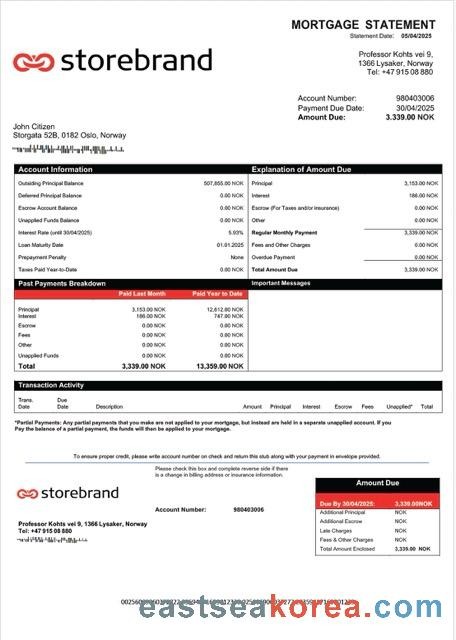 MORTGAGE STATEMENT
Statement Date: 05/04/2025
storebrand
Professor Kohts vei 9,
1366 Lysaker, Norway
Tel: +47 915 08 880
Account Number: 980403006
Payment Due Date: 30/04/2025
Amount Due: 3.339.00 NOK
John Citizen
Storgata 52B, 0182 Oslo, Norway
Account Information
Outsiding Principal Balance 507,855.00 NOK
Deferred Principal Balance 0.00 NOK
Escrow Account Balance 0.00 NOK
Unapplied Funds Balance 0.00 NOK
Interest Rate (until 30/04/2025) 5.93%
Loan Maturity Date 01.01.2025
Prepayment Penalty None
Taxes Paid Year-to-Date 0.00 NOK
Explanation of Amount Due
Principal 3,153.00 NOK
Interest 186.00 NOK
Escrow (For Taxes and/or insurance) 0.00 NOK
Other 0.00 NOK
Regular Monthly Payment 3,339.00 NOK
Fees and Other Charges 0.00 NOK
Overdue Payment 0.00 NOK
Total Amount Due 3,339.00 NOK
Past Payments Breakdown
Paid Last Month Paid Year to Date
Principal 3,153.00 NOK 12,612.00 NOK
Interest 186.00 NOK 747.00 NOK
Escrow 0.00 NOK 0.00 NOK
Fees 0.00 NOK 0.00 NOK
Other 0.00 NOK 0.00 NOK
Unapplied Funds 0.00 NOK 0.00 NOK
Total 3,339.00 NOK 13,359.00 NOK
Important Messages
Transaction Activity
Trans. Date Due Date Description Amount Principal Interest Escrow Fees Unapplied* Total
*Partial Payments: Any partial payments that you make are not applied to your mortgage, but instead are held in a separate unapplied account. If you
Pay the balance of a partial payment, the funds will then be applied to your mortgage.
To ensure proper credit, please write account number on check and return this stub along with your payment in envelope provided.
Please check this box and complete reverse side if there
is a change in billing address or insurance information.
storebrand
Account Number: 980403006
Professor Kohts vei 9, 1366 Lysaker, Norway
Tel: +47 915 08 880
Amount Due
Due By 30/04/2025: 3,339.00NOK
Additional Principal NOK
Additional Escrow NOK
Late Charges NOK
Fees & Other Charges NOK
Total Amount Enclosed 3,339.00 NOK
eastseakorea.com